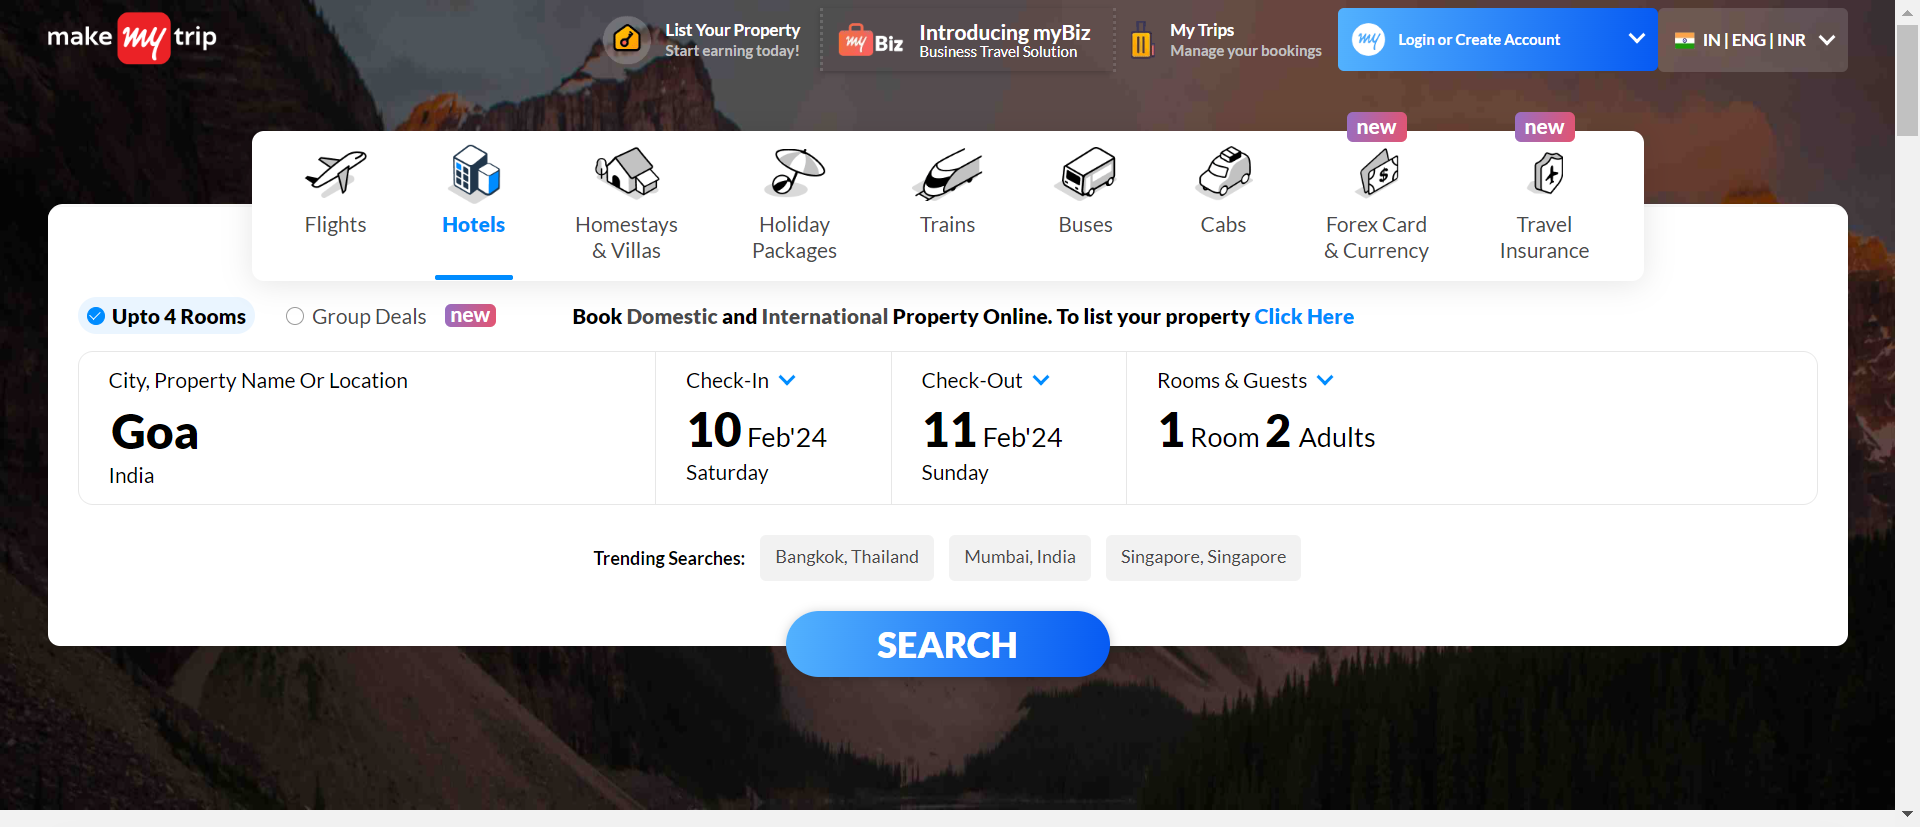 make my trip
List Your Property
Start earning today!
my Biz
Introducing myBiz
Business Travel Solution
My Trips
Manage your bookings
my
Login or Create Account
IN | ENG | INR
new
new
Flights
Hotels
Homestays
& Villas
Holiday
Packages
Trains
Buses
Cabs
Forex Card
& Currency
Travel
Insurance
Upto 4 Rooms
Group Deals
new
Book Domestic and International Property Online. To list your property Click Here
City, Property Name Or Location
Goa
India
Check-In
10 Feb'24
Saturday
Check-Out
11 Feb'24
Sunday
Rooms & Guests
1 Room 2 Adults
Trending Searches:
Bangkok, Thailand
Mumbai, India
Singapore, Singapore
SEARCH